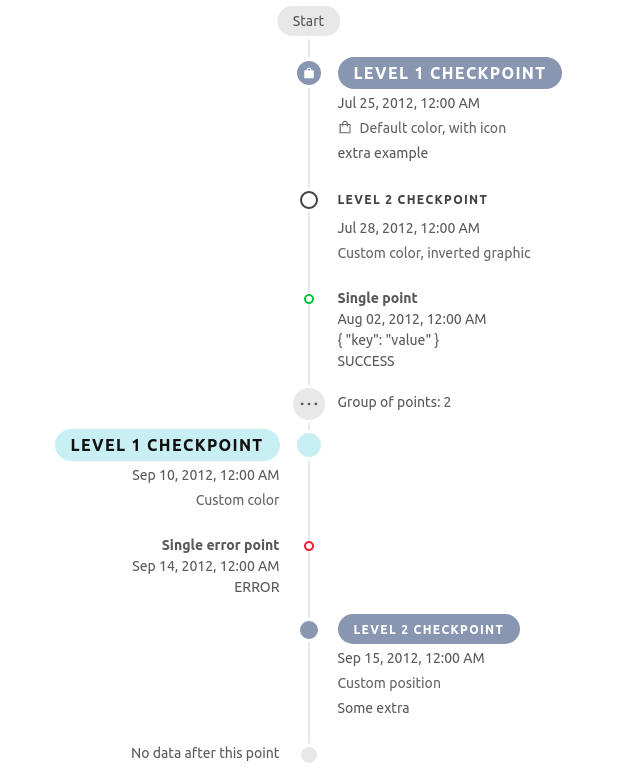 Start
LEVEL 1 CHECKPOINT
Jul 25, 2012, 12:00 AM
Default color, with icon
extra example
LEVEL 2 CHECKPOINT
Jul 28, 2012, 12:00 AM
Custom color, inverted graphic
Single point
Aug 02, 2012, 12:00 AM
{ "key": "value" }
SUCCESS
Group of points: 2
LEVEL 1 CHECKPOINT
Sep 10, 2012, 12:00 AM
Custom color
Single error point
Sep 14, 2012, 12:00 AM
ERROR
LEVEL 2 CHECKPOINT
Sep 15, 2012, 12:00 AM
Custom position
Some extra
No data after this point